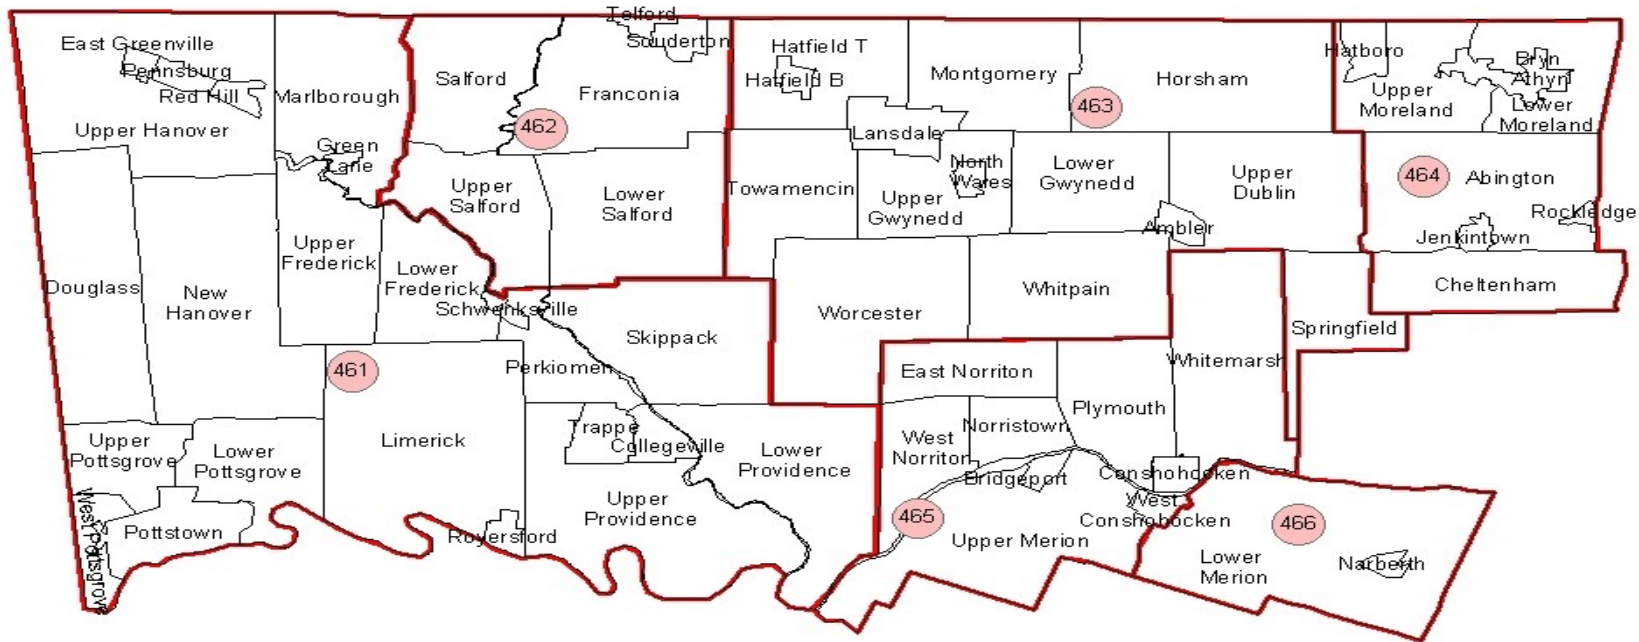 Telford
Souderton
East Greenville
Pennsburg
Red Hill
Marlborough
Upper Hanover
Green
Lane
Salford
Franconia
462
Hatfield T
Hatfield B
Montgomery
Horsham
463
Lansdale
Hatboro
Upper
Moreland
Bryn
Athyn
Lower
Moreland
Upper
Salford
Lower
Salford
Towamencin
North
Wales
Upper
Gwynedd
Lower
Gwynedd
Upper
Dublin
Ambler
464
Abington
Rockledge
Jenkintown
Cheltenham
Douglass
New
Hanover
Upper
Frederick
Lower
Frederick
Schwenksville
Skippack
Worcester
Whitpain
Springfield
Whitemarsh
461
Perkiomen
East Norriton
Plymouth
Upper
Pottsgrove
Lower
Pottsgrove
Limerick
Trappe
Collegeville
Lower
Providence
West
Norriton
Norristown
Bridgeport
Conshohocken
West
Conshohocken
West Pottsgrove
Pottstown
Royersford
Upper
Providence
465
Upper Merion
466
Lower
Merion
Narberth